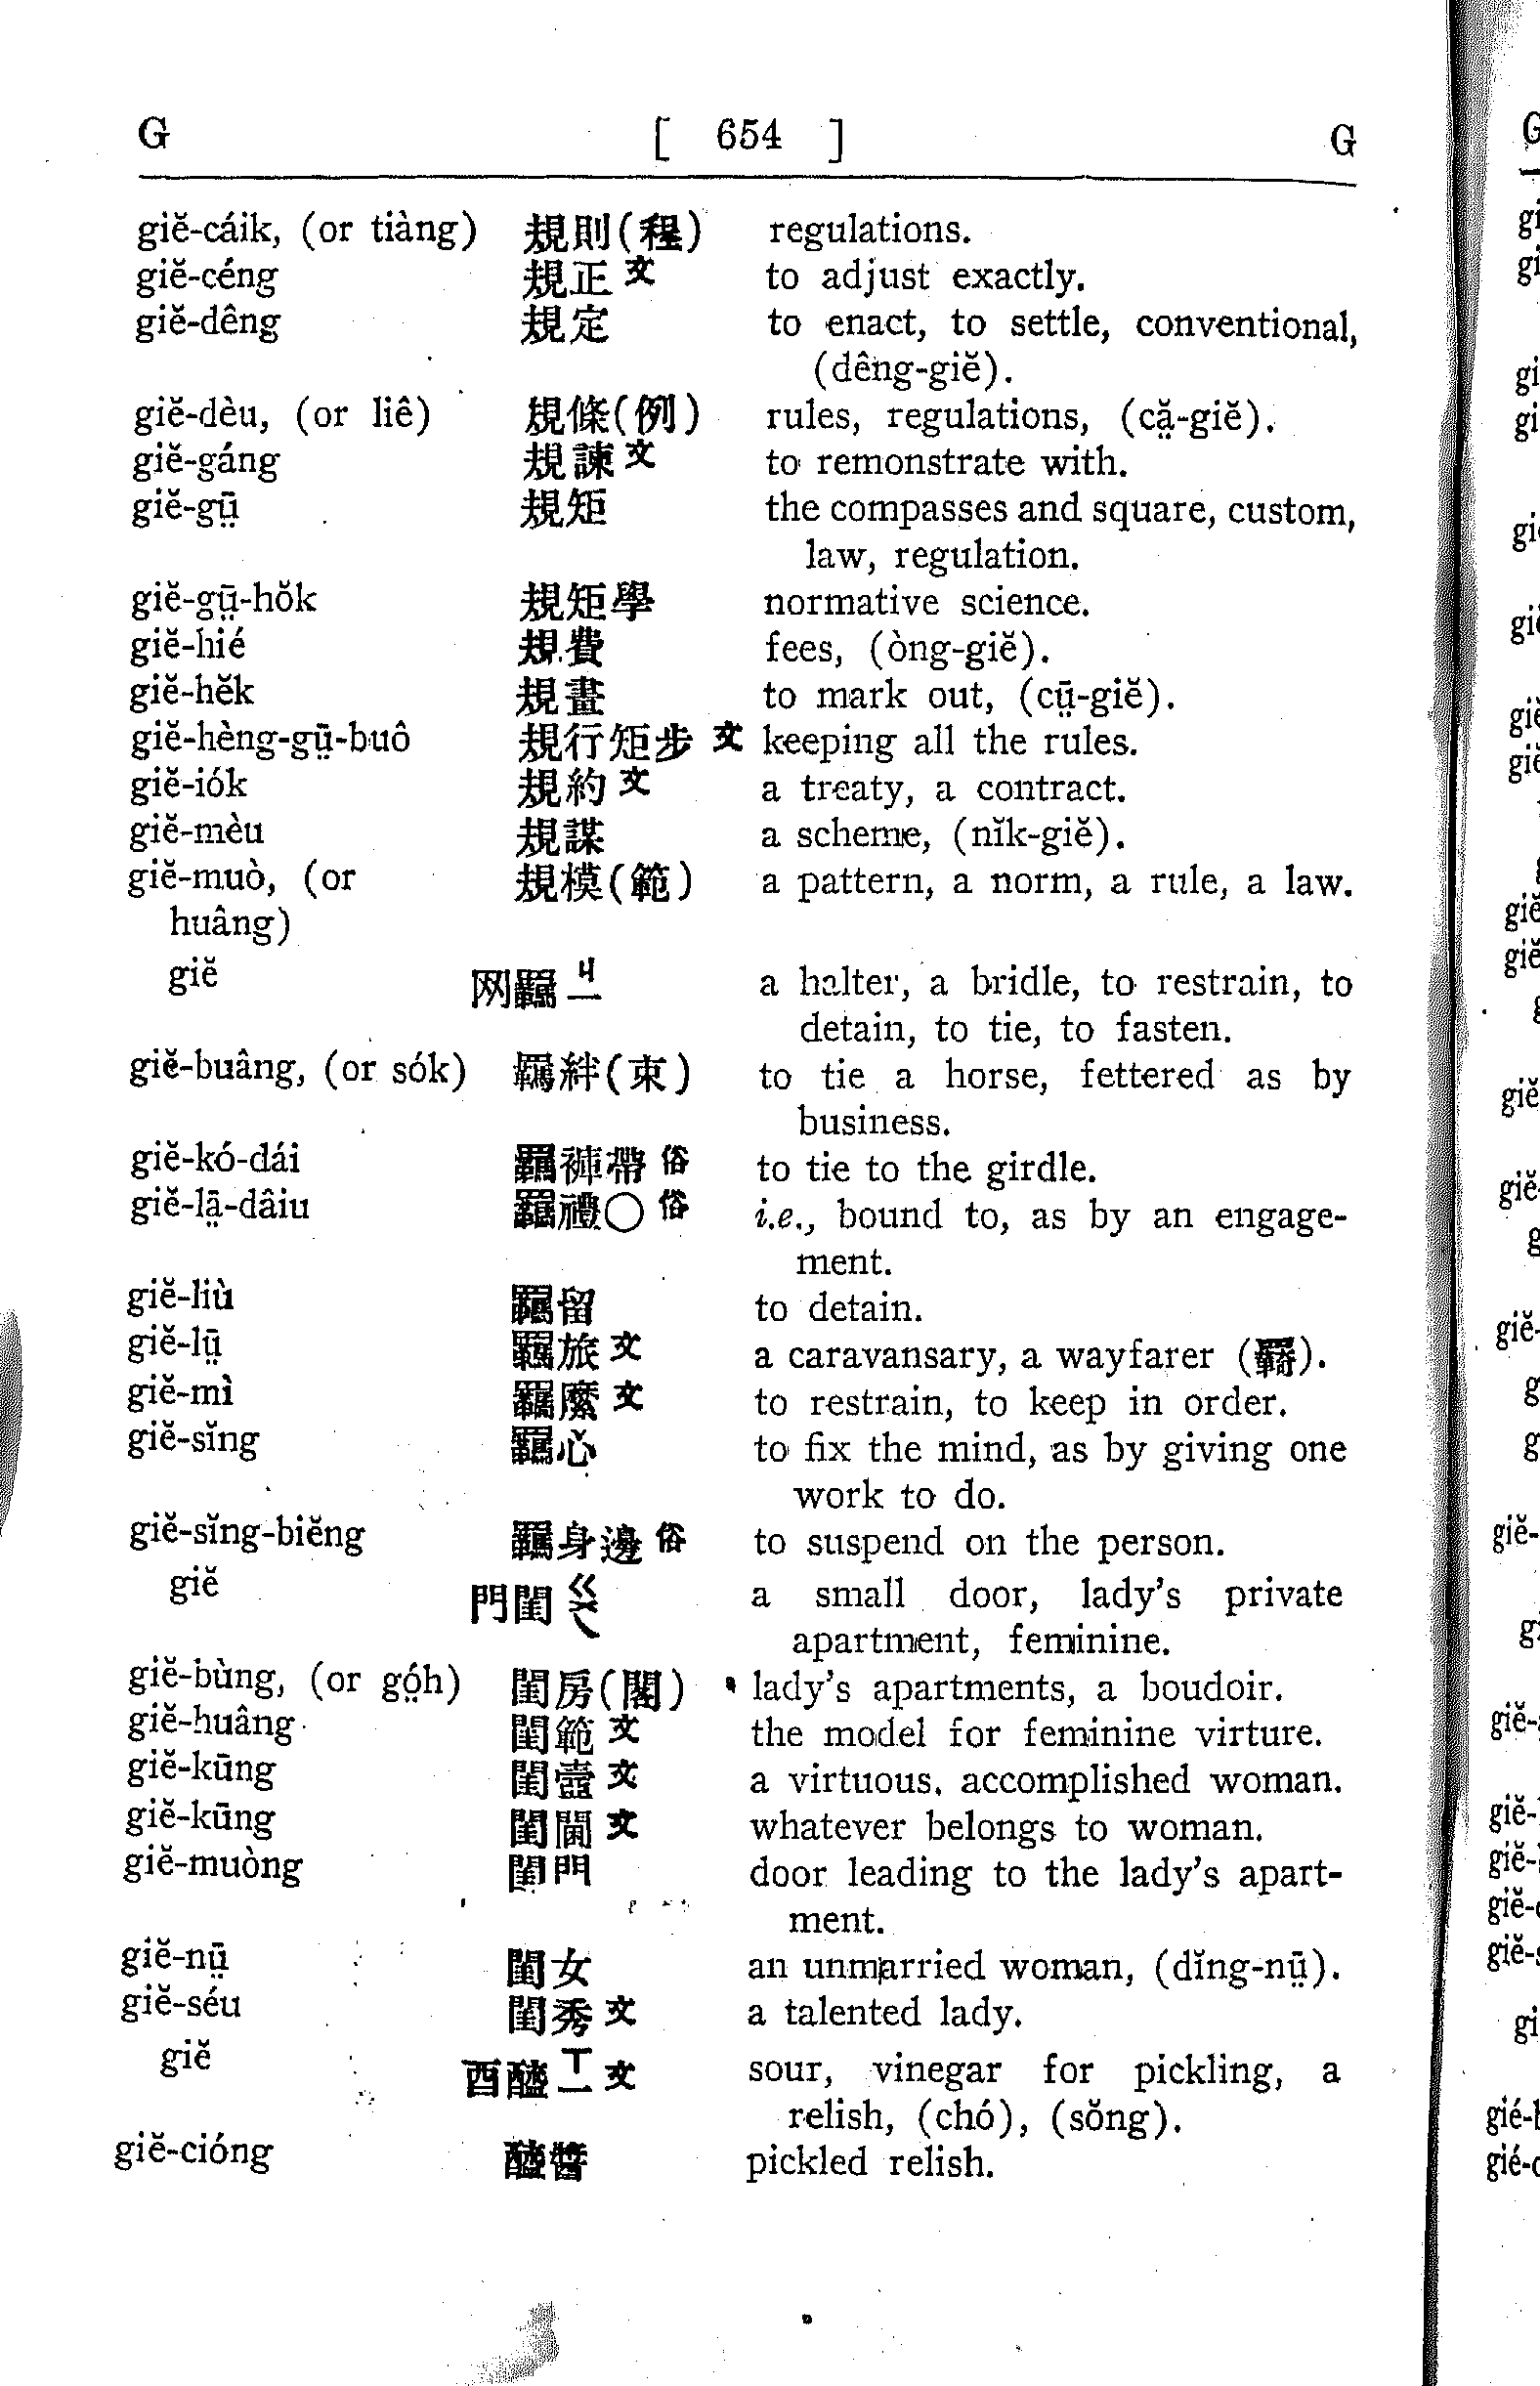 G [ 654 ] G
giĕ-cáik, (or tiàng) 規則(程) regulations.
giĕ-céng 規正文 to adjust exactly.
giĕ-dêng 規定 to enact, to settle, conventional,
(dêng-giĕ).
giĕ-dèu, (or liê) 規條(例) rules, regulations, (că̤-giĕ).
giĕ-gáng 規諫文 to remonstrate with.
giĕ-gṳ̄ 規矩 the compasses and square, custom,
law, regulation.
giĕ-gṳ̄-hŏk 規矩學 normative science.
giĕ-hié 規費 fees, (òng-giĕ).
giĕ-hĕk 規畫 to mark out, (cṳ̄-giĕ).
giĕ-hèng-gṳ̄-buô 規行矩步 文 keeping all the rules.
giĕ-iók 規約文 a treaty, a contract.
giĕ-mèu 規謀 a scheme, (nĭk-giĕ).
giĕ-muò, (or 規模(範) a pattern, a norm, a rule, a law.
huâng)
giĕ 网羈ㄐㄧ a halter, a bridle, to restrain, to
detain, to tie, to fasten.
giĕ-buâng, (or sók) 羈絆(束) to tie a horse, fettered as by
business.
giĕ-kó-dái 羈褲帶俗 to tie to the girdle.
giĕ-lā̤-dâiu 羈禮〇俗 i.e., bound to, as by an engage-
ment.
giĕ-liù 羈留 to detain.
giĕ-lṳ̄ 羈旅文 a caravansary, a wayfarer (羇).
giĕ-mì 羈縻文 to restrain, to keep in order.
giĕ-sĭng 羈心 to fix the mind, as by giving one
work to do.
giĕ-sĭng-biĕng 羈身邊俗 to suspend on the person.
giĕ 門閨ㄍㄨㄟ a small door, lady's private
apartment, feminine.
giĕ-bùng, (or gó̤h) 閨房(閣) lady's apartments, a boudoir.
giĕ-huâng 閨範文 the model for feminine virture.
giĕ-kūng 閨壼文 a virtuous, accomplished woman.
giĕ-kūng 閨閫文 whatever belongs to woman.
giĕ-muòng 閨門 door leading to the lady's apart-
ment.
giĕ-nṳ̄ 閨女 an unmarried woman, (dĭng-nṳ̄).
giĕ-séu 閨秀文 a talented lady.
giĕ 酉醯ㄒㄧ文 sour, vinegar for pickling, a
relish, (chó), (sŏng).
giĕ-cióng 醯醬 pickled relish.